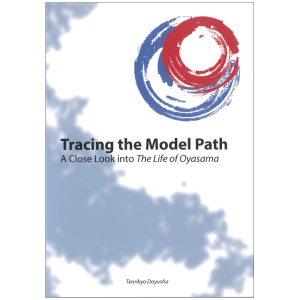 Tracing the Model Path
A Close Look into The Life of Oyasama
Tenrikyo Doyusha